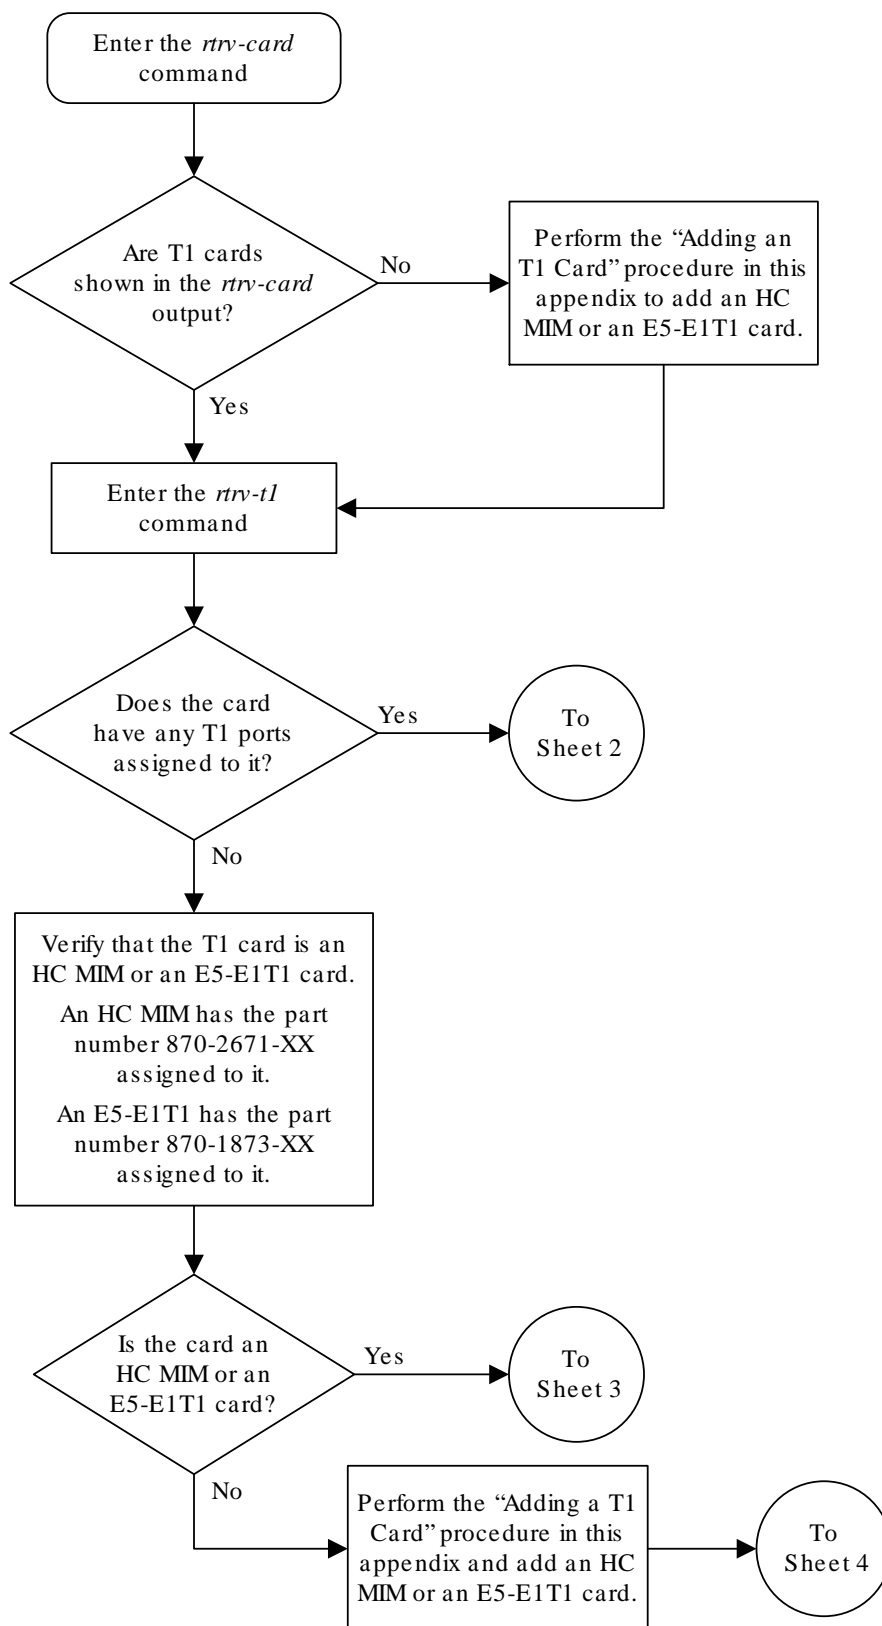 Enter the rtrv-card
command
Are T1 cards
shown in the rtrv-card
output?
No
Perform the “Adding an
T1 Card” procedure in this
appendix to add an HC
MIM or an E5-E1T1 card.
Yes
Enter the rtrv-t1
command
Does the card
have any T1 ports
assigned to it?
Yes
To
Sheet 2
No
Verify that the T1 card is an
HC MIM or an E5-E1T1 card.
An HC MIM has the part
number 870-2671-XX
assigned to it.
An E5-E1T1 has the part
number 870-1873-XX
assigned to it.
Is the card an
HC MIM or an
E5-E1T1 card?
Yes
To
Sheet 3
No
Perform the “Adding a T1
Card” procedure in this
appendix and add an HC
MIM or an E5-E1T1 card.
To
Sheet 4